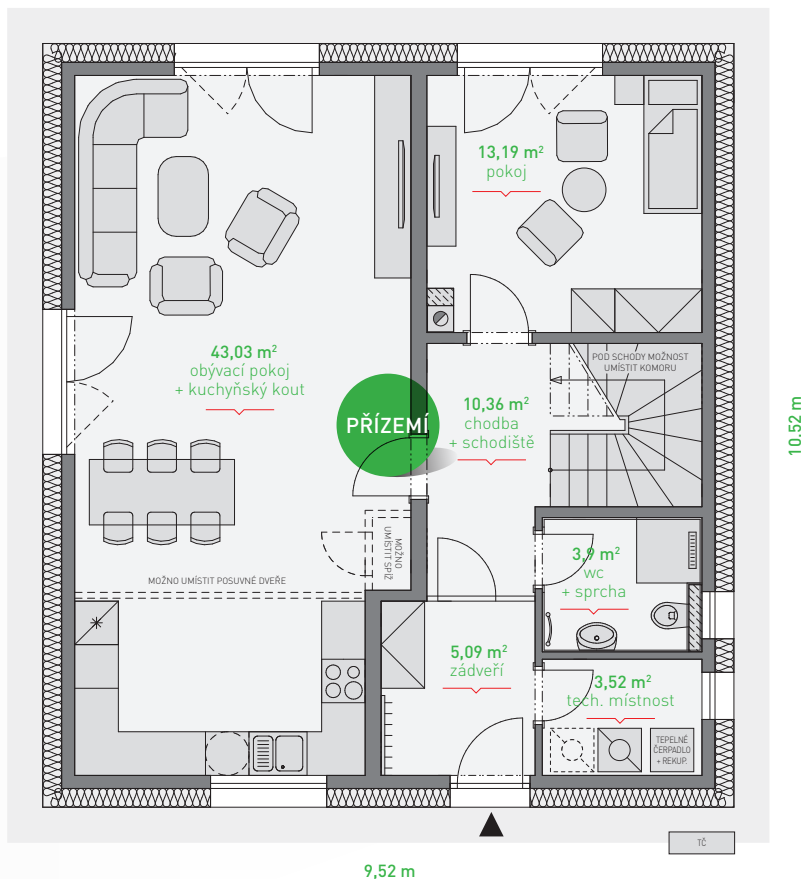 13,19 m²
pokoj
43,03 m²
obývací pokoj
+ kuchyňský kout
PŘÍZEMÍ
10,36 m²
chodba
+ schodiště
POD SCHODY MOŽNOST
UMÍSTIT KOMORU
10,52 m
MOŽNO
UMÍSTIT SPÍŽ
MOŽNO UMÍSTIT POSUVNÉ DVEŘE
3,9 m²
wc
+ sprcha
5,09 m²
zádveří
3,52 m²
tech. místnost
TEPELNÉ
ČERPADLO
+ REKUP.
TČ
9,52 m